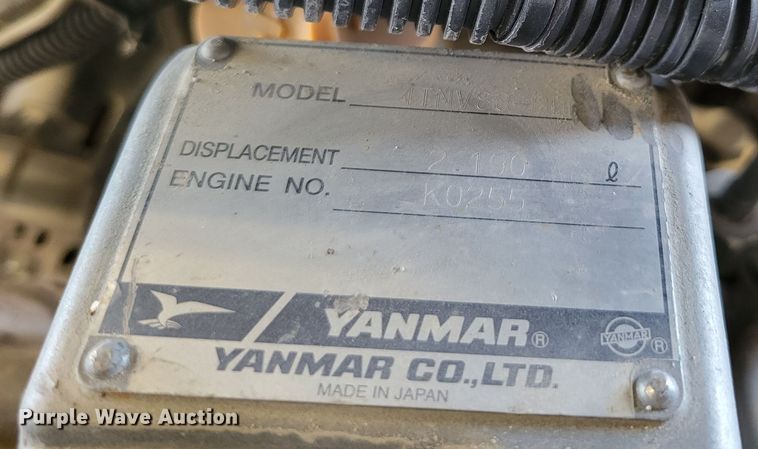 MODEL
DISPLACEMENT 2.190 ℓ
ENGINE NO. K0255
YANMAR ® YANMAR ®
YANMAR CO.,LTD.
MADE IN JAPAN
Purple Wave Auction